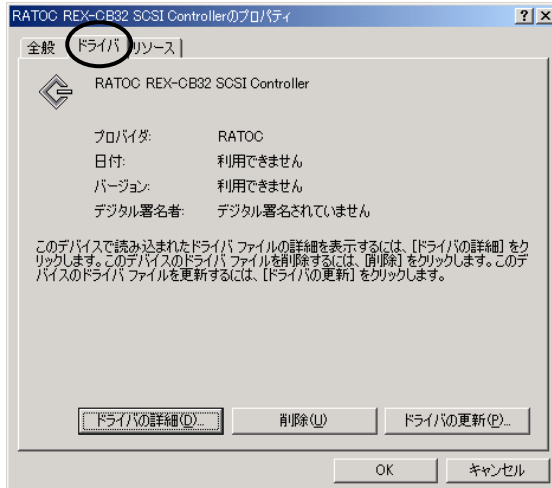 RATOC REX-CB32 SCSI Controllerのプロパティ
全般 ドライバ リソース
RATOC REX-CB32 SCSI Controller
プロバイダ: RATOC
日付: 利用できません
バージョン: 利用できません
デジタル署名者: デジタル署名されていません
このデバイスで読み込まれたドライバ ファイルの詳細を表示するには、[ドライバの詳細] をク
リックします。このデバイスのドライバ ファイルを削除するには、[削除] をクリックします。このデ
バイスのドライバ ファイルを更新するには、[ドライバの更新] をクリックします。
ドライバの詳細(D)... 削除(U) ドライバの更新(P)...
OK キャンセル